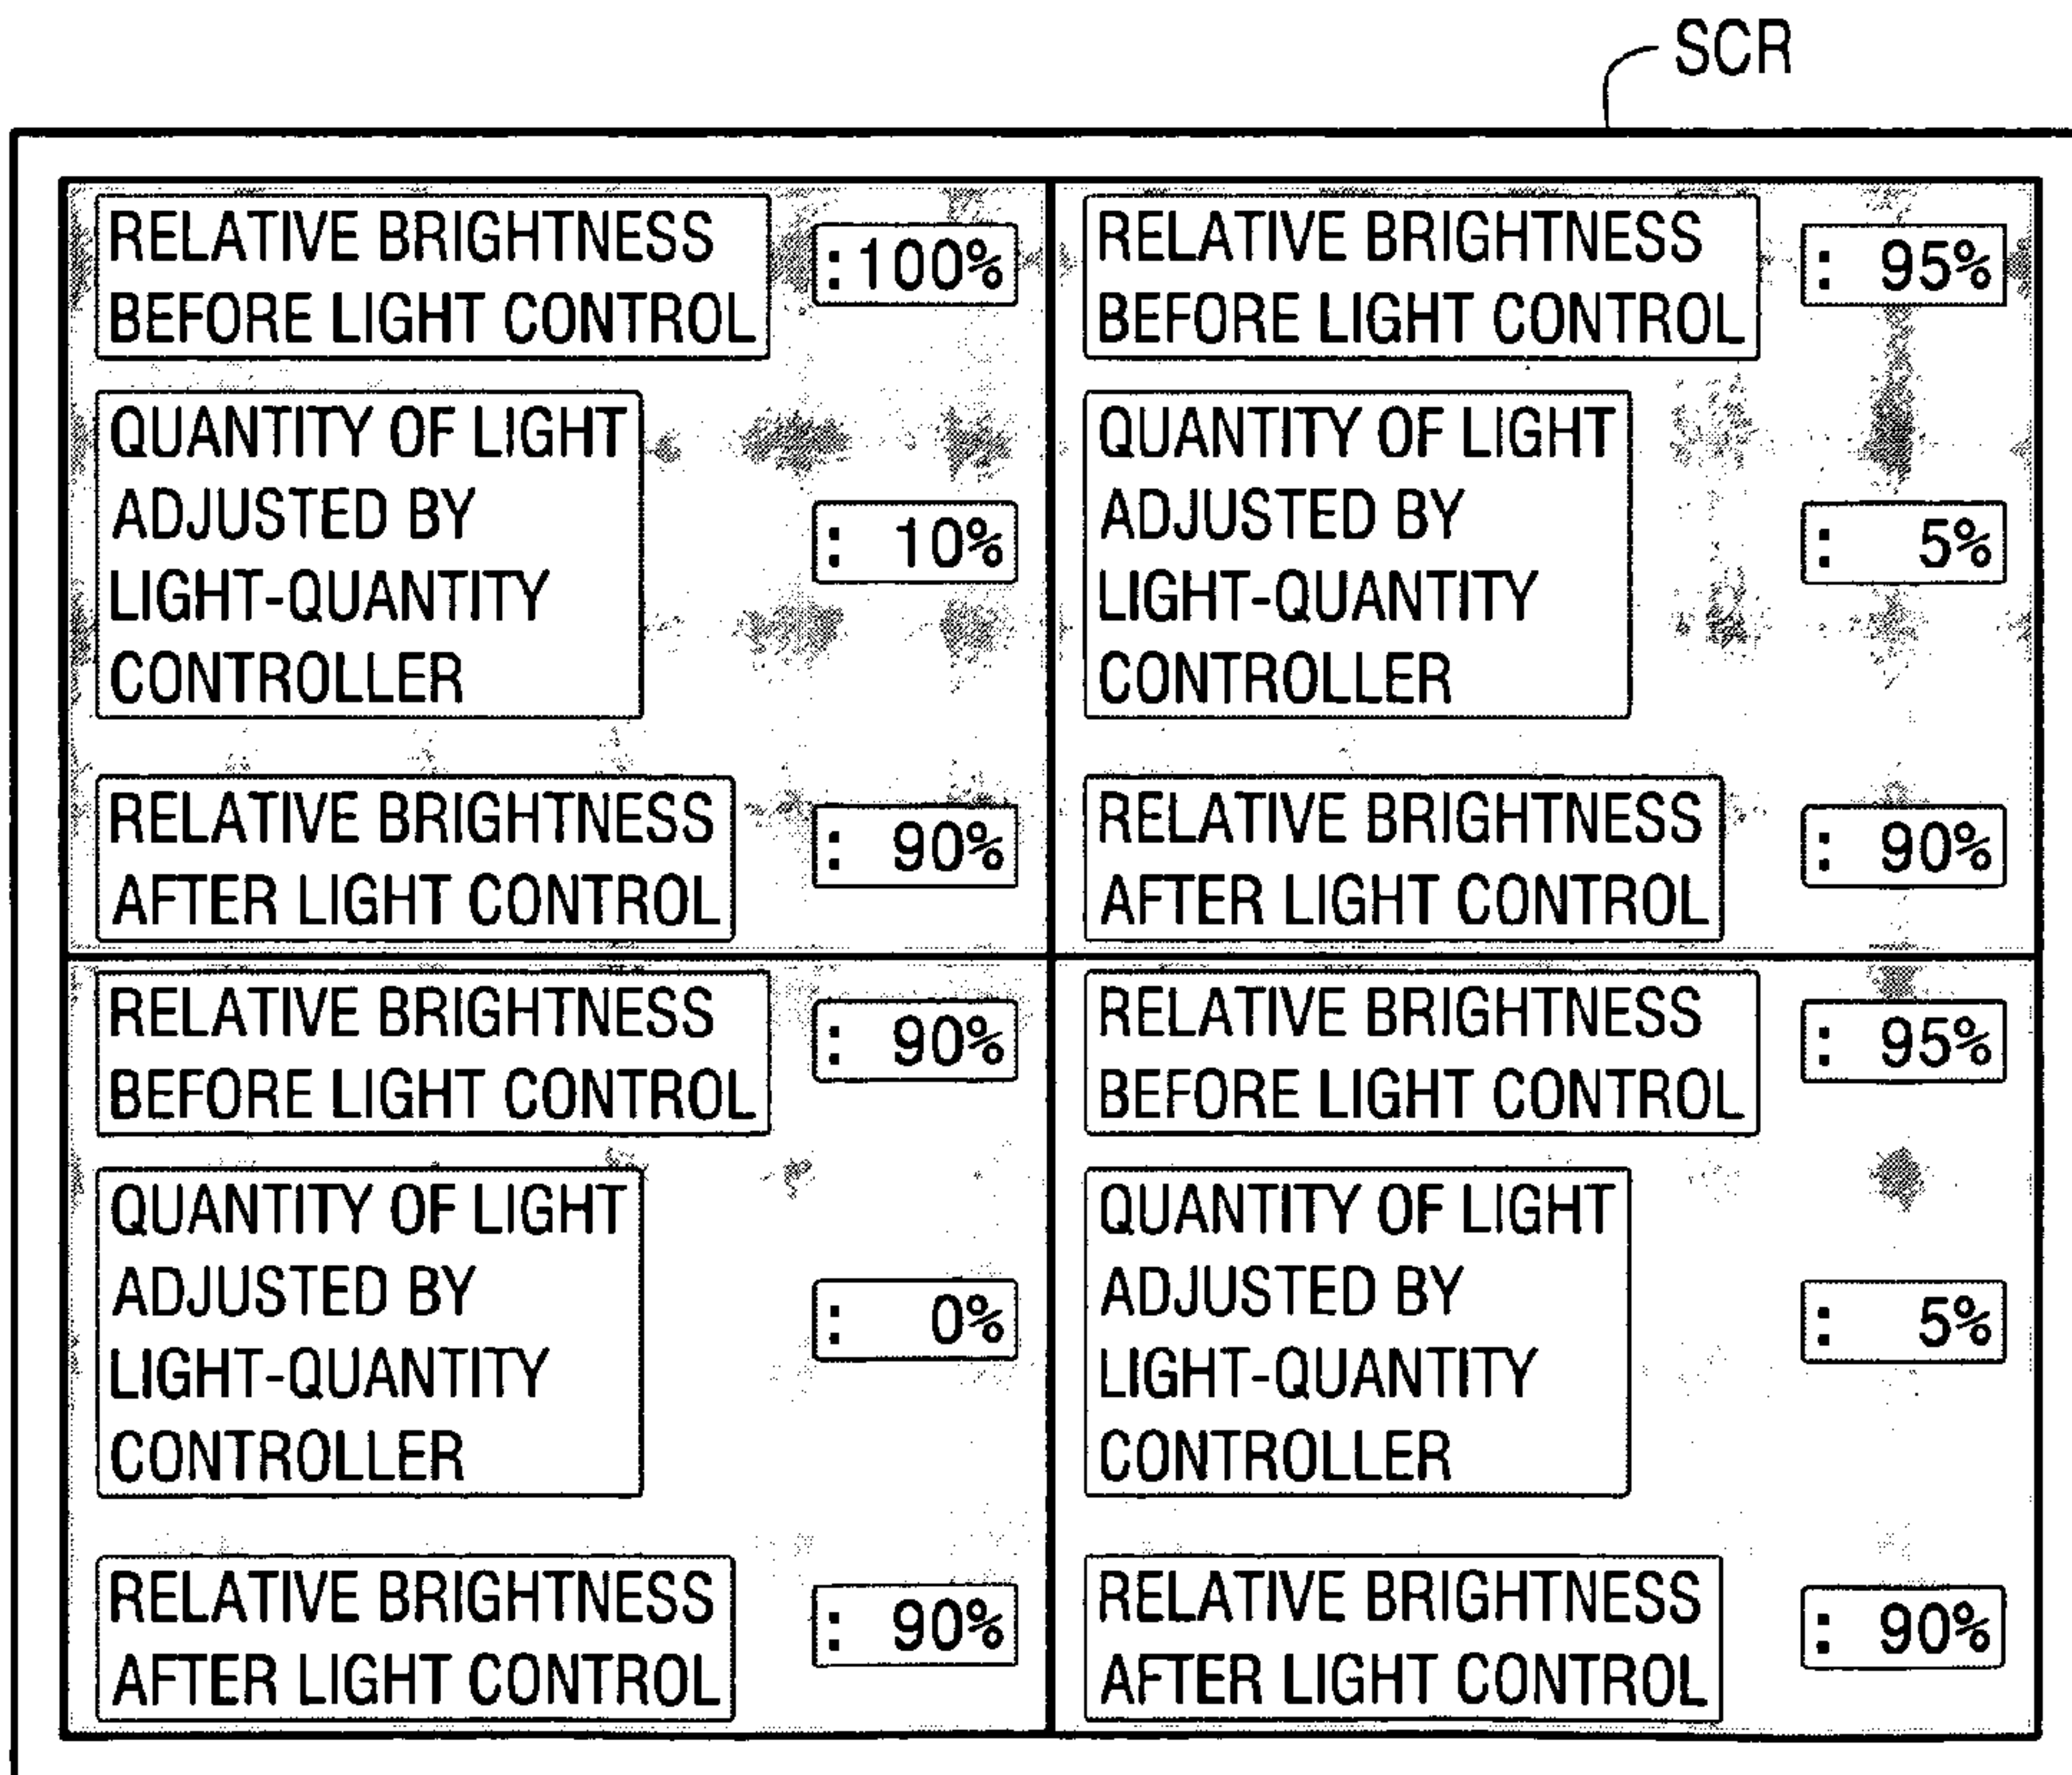 SCR
RELATIVE BRIGHTNESS
BEFORE LIGHT CONTROL
:100%
QUANTITY OF LIGHT
ADJUSTED BY
LIGHT-QUANTITY
CONTROLLER
: 10%
RELATIVE BRIGHTNESS
AFTER LIGHT CONTROL
: 90%
RELATIVE BRIGHTNESS
BEFORE LIGHT CONTROL
: 95%
QUANTITY OF LIGHT
ADJUSTED BY
LIGHT-QUANTITY
CONTROLLER
: 5%
RELATIVE BRIGHTNESS
AFTER LIGHT CONTROL
: 90%
RELATIVE BRIGHTNESS
BEFORE LIGHT CONTROL
: 90%
QUANTITY OF LIGHT
ADJUSTED BY
LIGHT-QUANTITY
CONTROLLER
: 0%
RELATIVE BRIGHTNESS
AFTER LIGHT CONTROL
: 90%
RELATIVE BRIGHTNESS
BEFORE LIGHT CONTROL
: 95%
QUANTITY OF LIGHT
ADJUSTED BY
LIGHT-QUANTITY
CONTROLLER
: 5%
RELATIVE BRIGHTNESS
AFTER LIGHT CONTROL
: 90%